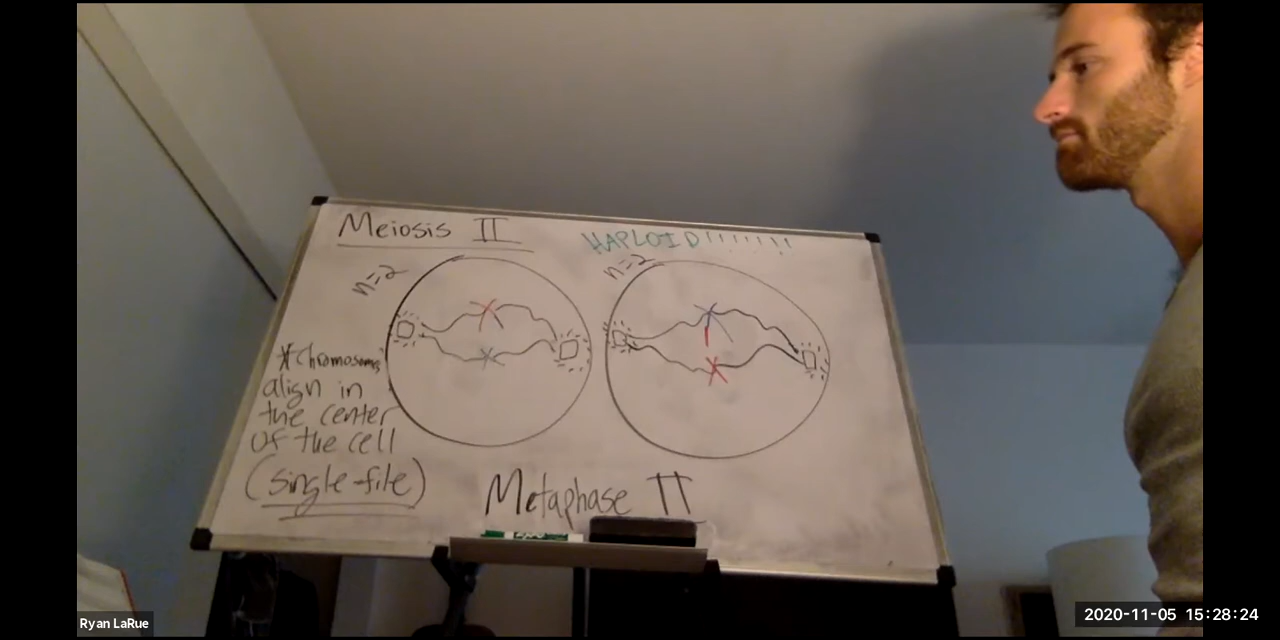 Meiosis II
HAPLOID!!!!!!!
n=2
n=2
*Chromosomes
align in
the center
of the cell
(single-file)
Metaphase II
EXPO
Ryan LaRue
2020-11-05 15:28:24